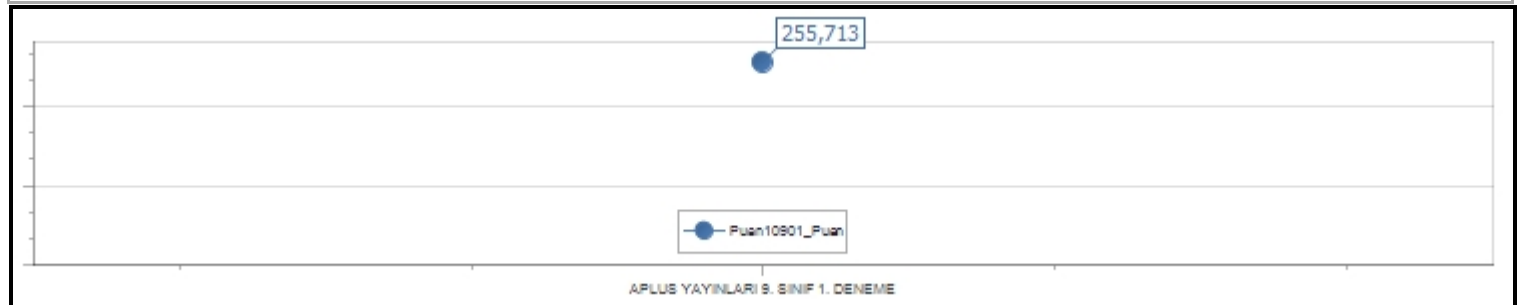 255,713
Puan10901_Puan
APLUS YAYINLARI 9. SINIF 1. DENEME